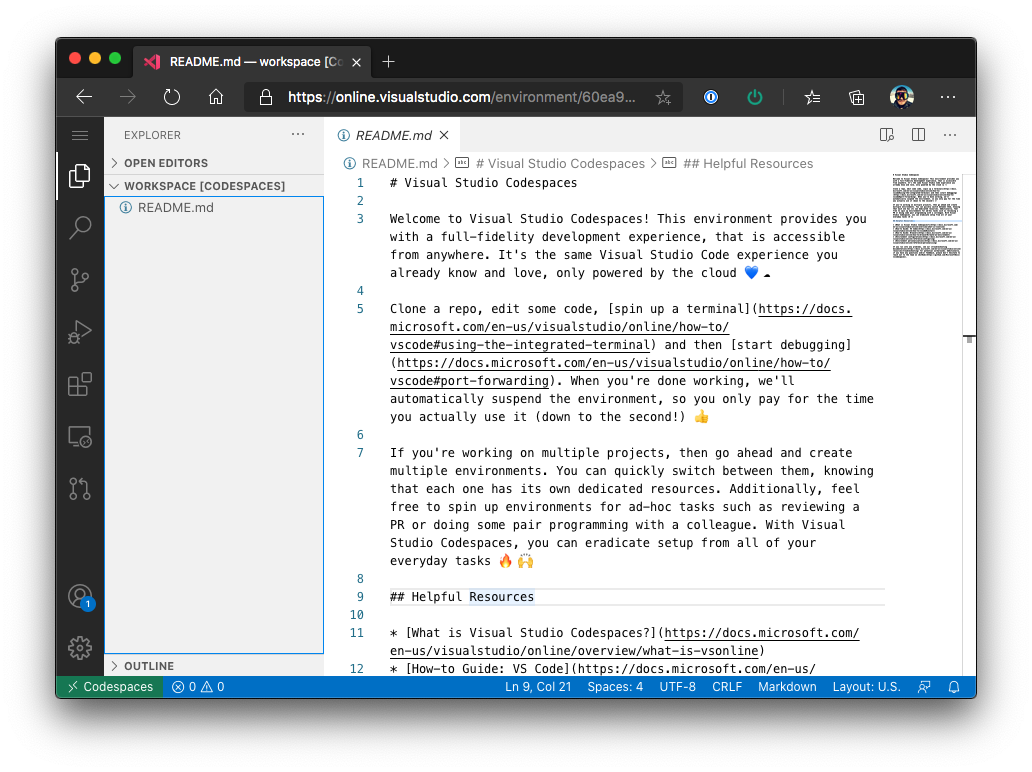 README.md — workspace [Co
https://online.visualstudio.com/environment/60ea9...
EXPLORER
README.md
OPEN EDITORS
README.md > # Visual Studio Codespaces > ## Helpful Resources
WORKSPACE [CODESPACES]
README.md
1 # Visual Studio Codespaces
2
3 Welcome to Visual Studio Codespaces! This environment provides you
with a full-fidelity development experience, that is accessible
from anywhere. It's the same Visual Studio Code experience you
already know and love, only powered by the cloud 💙 ☁
4
5 Clone a repo, edit some code, [spin up a terminal](https://docs.
microsoft.com/en-us/visualstudio/online/how-to/
vscode#using-the-integrated-terminal) and then [start debugging]
(https://docs.microsoft.com/en-us/visualstudio/online/how-to/
vscode#port-forwarding). When you're done working, we'll
automatically suspend the environment, so you only pay for the time
you actually use it (down to the second!) 👍
6
7 If you're working on multiple projects, then go ahead and create
multiple environments. You can quickly switch between them, knowing
that each one has its own dedicated resources. Additionally, feel
free to spin up environments for ad-hoc tasks such as reviewing a
PR or doing some pair programming with a colleague. With Visual
Studio Codespaces, you can eradicate setup from all of your
everyday tasks 🔥 🙌
8
9 ## Helpful Resources
10
11 * [What is Visual Studio Codespaces?](https://docs.microsoft.com/
en-us/visualstudio/online/overview/what-is-vsonline)
12 * [How-to Guide: VS Code](https://docs.microsoft.com/en-us/
1
OUTLINE
Codespaces 0 0 Ln 9, Col 21 Spaces: 4 UTF-8 CRLF Markdown Layout: U.S.